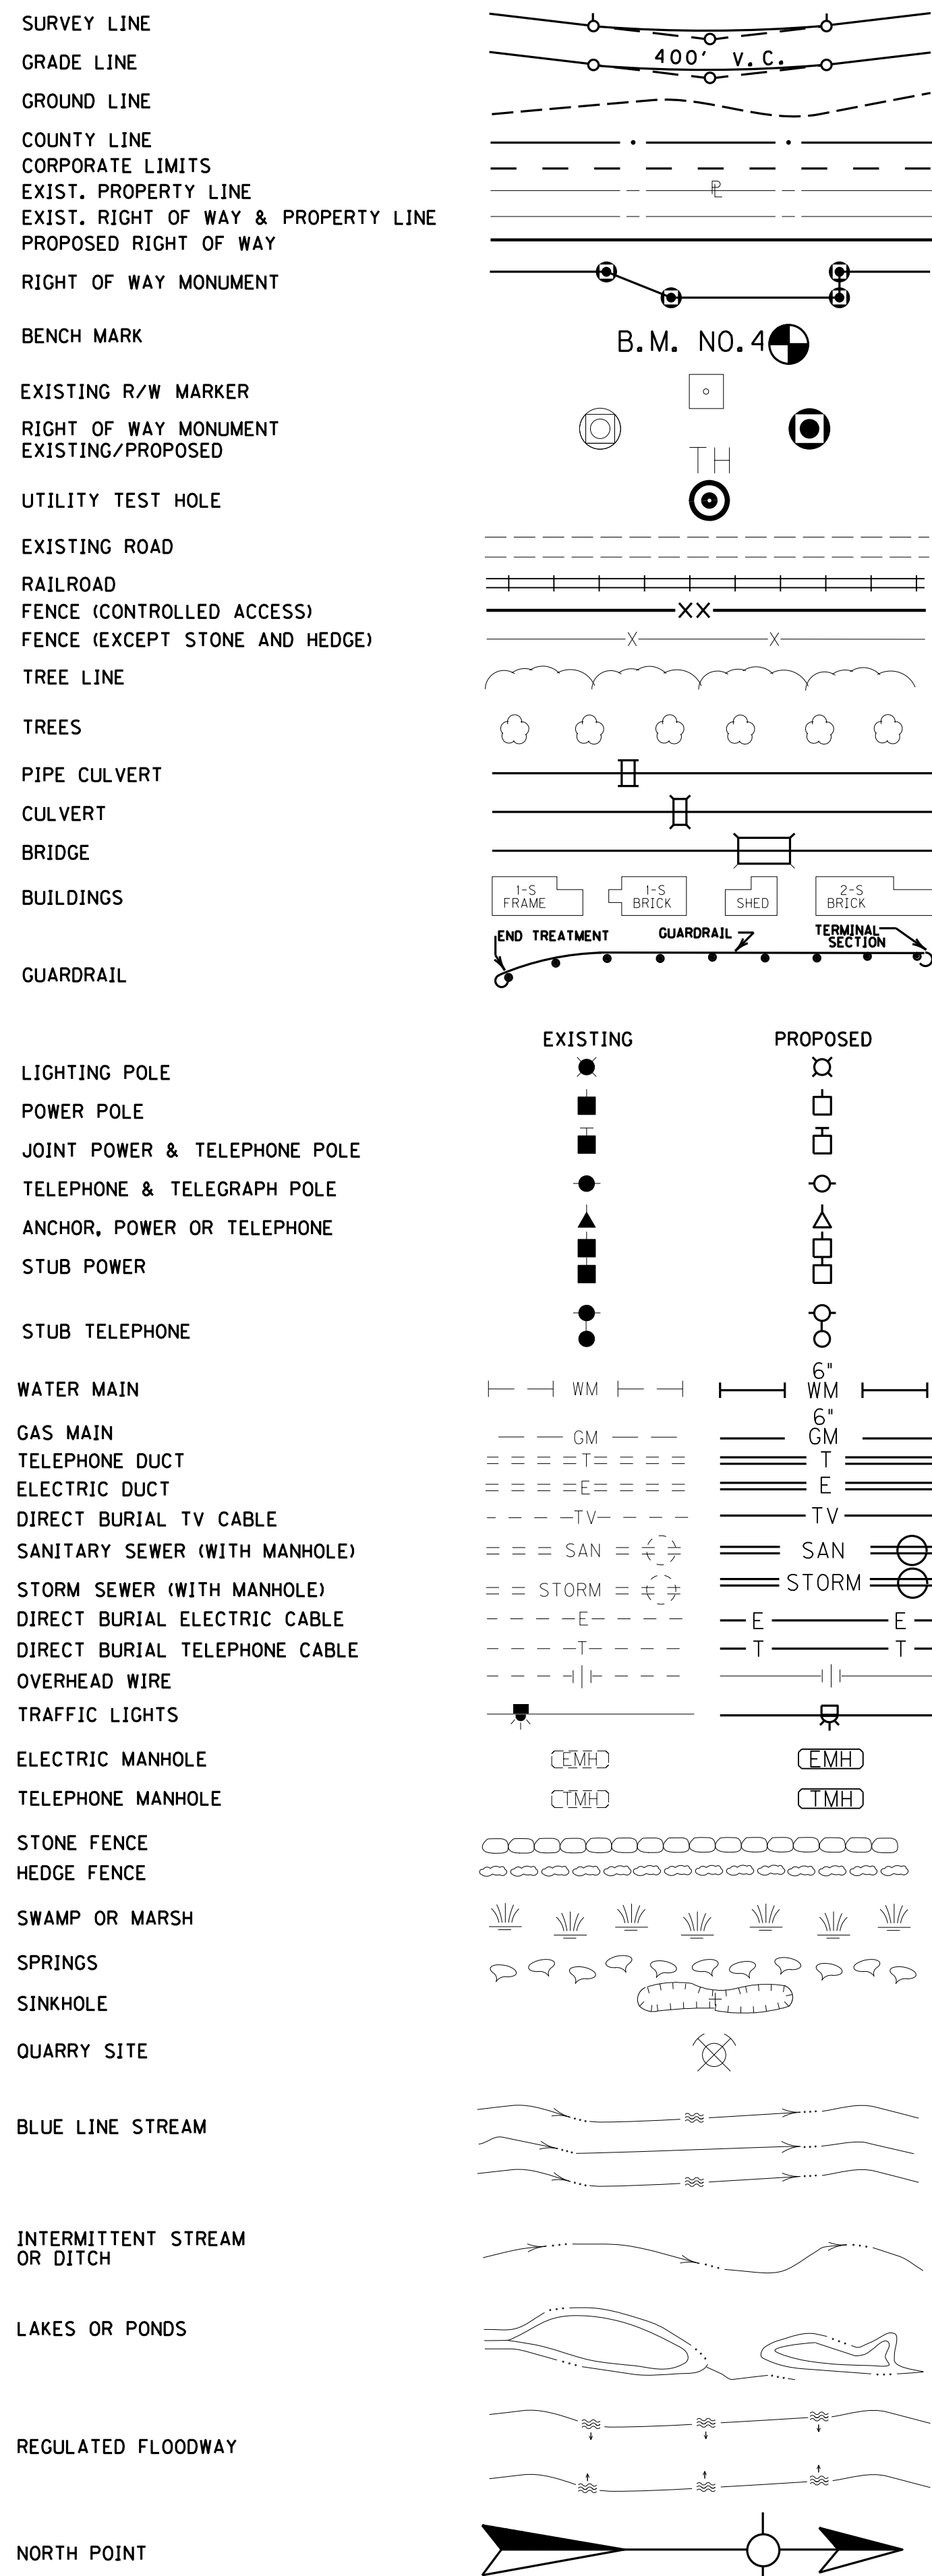 SURVEY LINE
GRADE LINE
400' V.C.
GROUND LINE
COUNTY LINE
CORPORATE LIMITS
EXIST. PROPERTY LINE
PL
EXIST. RIGHT OF WAY & PROPERTY LINE
PROPOSED RIGHT OF WAY
RIGHT OF WAY MONUMENT
BENCH MARK
B.M. NO.4
EXISTING R/W MARKER
RIGHT OF WAY MONUMENT
EXISTING/PROPOSED
TH
UTILITY TEST HOLE
EXISTING ROAD
RAILROAD
FENCE (CONTROLLED ACCESS)
XX
FENCE (EXCEPT STONE AND HEDGE)
X X
TREE LINE
TREES
PIPE CULVERT
CULVERT
BRIDGE
BUILDINGS
1-S 1-S 2-S
FRAME BRICK SHED BRICK
END TREATMENT GUARDRAIL TERMINAL
SECTION
GUARDRAIL
EXISTING PROPOSED
LIGHTING POLE
POWER POLE
JOINT POWER & TELEPHONE POLE
TELEPHONE & TELEGRAPH POLE
ANCHOR, POWER OR TELEPHONE
STUB POWER
STUB TELEPHONE
6"
WATER MAIN WM WM
6"
GAS MAIN GM GM
TELEPHONE DUCT T T
ELECTRIC DUCT E E
DIRECT BURIAL TV CABLE TV TV
SANITARY SEWER (WITH MANHOLE) SAN SAN
STORM SEWER (WITH MANHOLE) STORM STORM
DIRECT BURIAL ELECTRIC CABLE E E E
DIRECT BURIAL TELEPHONE CABLE T T T
OVERHEAD WIRE
TRAFFIC LIGHTS
ELECTRIC MANHOLE EMH EMH
TELEPHONE MANHOLE TMH TMH
STONE FENCE
HEDGE FENCE
SWAMP OR MARSH
SPRINGS
SINKHOLE
QUARRY SITE
BLUE LINE STREAM
INTERMITTENT STREAM
OR DITCH
LAKES OR PONDS
REGULATED FLOODWAY
NORTH POINT